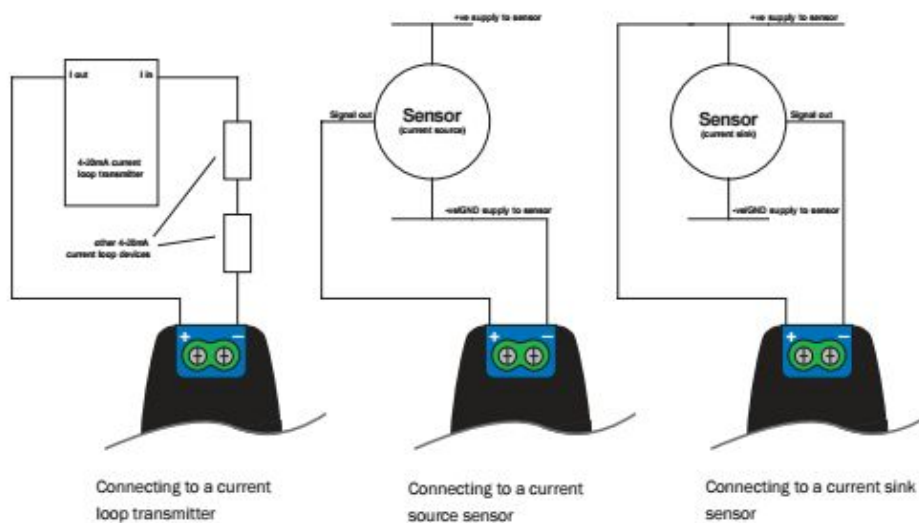 I out
I in
4-20mA current
loop transmitter
other 4-20mA
current loop devices
+ −
Connecting to a current
loop transmitter
+ve supply to sensor
Signal out
Sensor
(current source)
-ve/GND supply to sensor
+ −
Connecting to a current
source sensor
+ve supply to sensor
Sensor
(current sink)
Signal out
-ve/GND supply to sensor
+ −
Connecting to a current sink
sensor